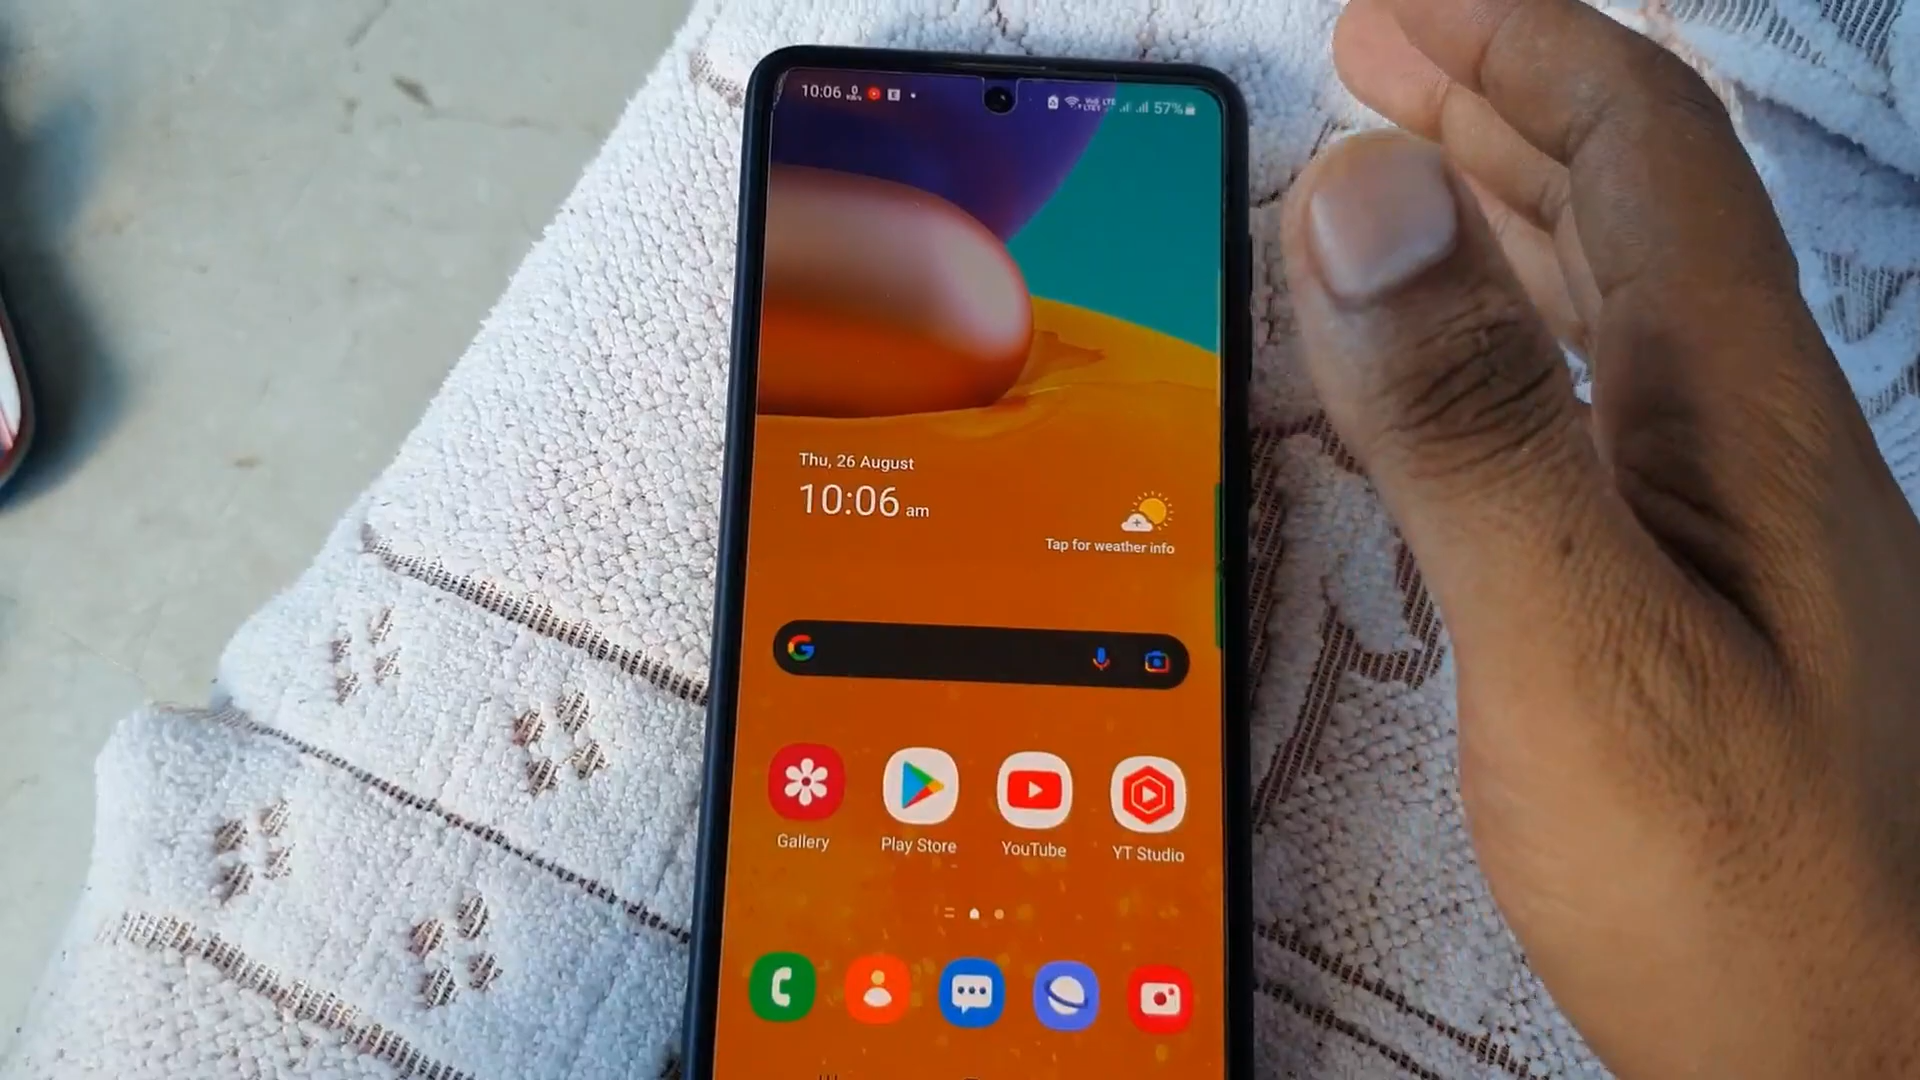 10:06
57%
Thu, 26 August
10:06 am
Tap for weather info
G
Gallery
Play Store
YouTube
YT Studio